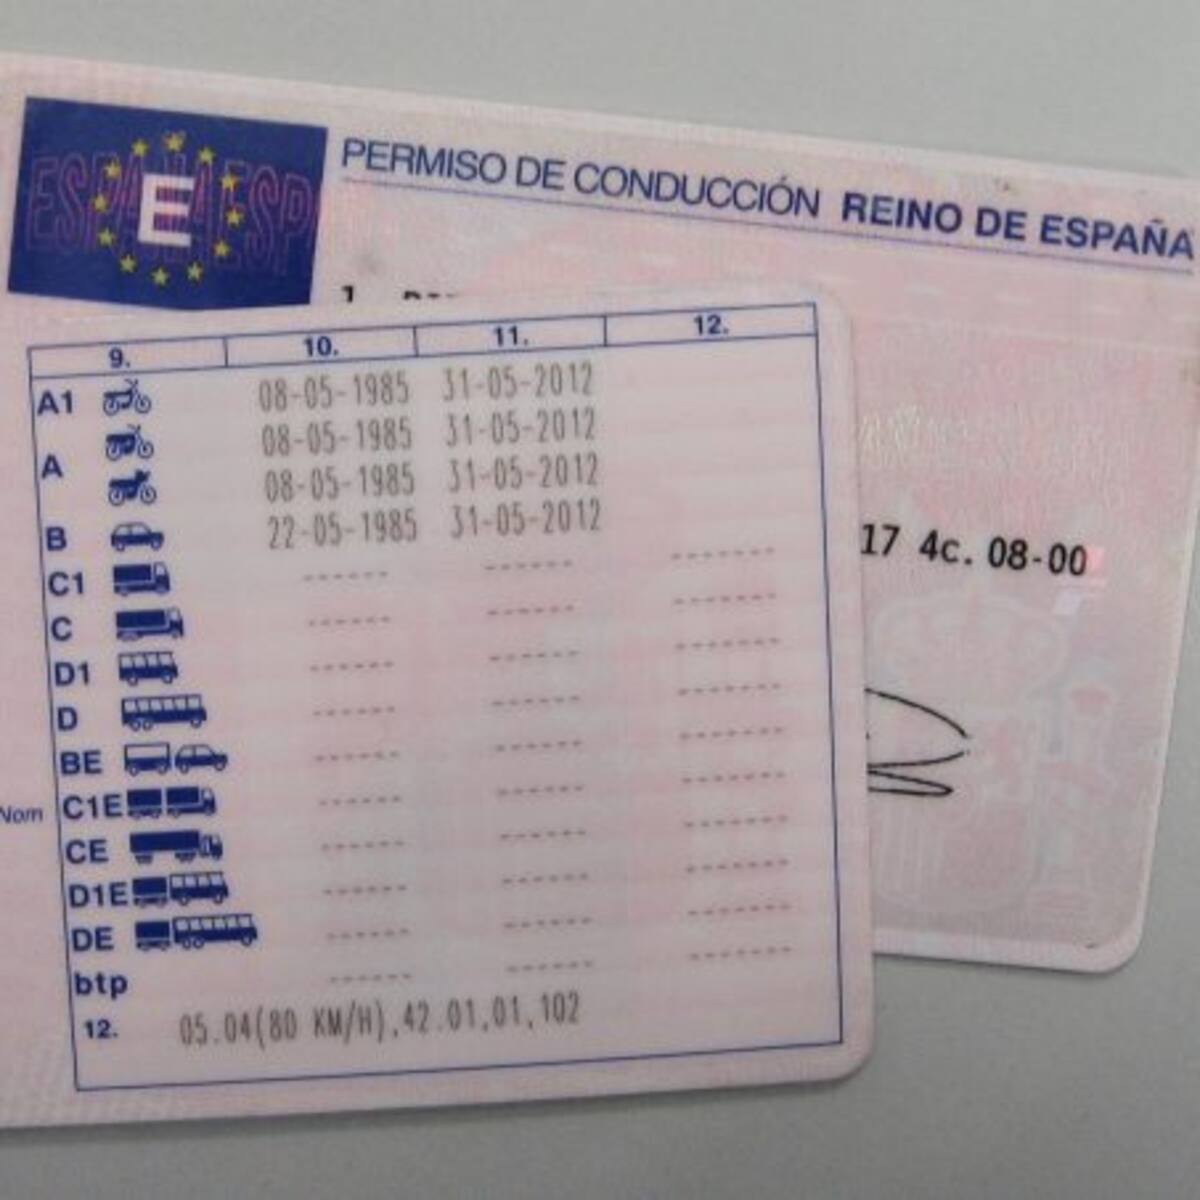 E
PERMISO DE CONDUCCIÓN REINO DE ESPAÑA
1.
17 4c. 08-00
9. 10. 11. 12.
A1 08-05-1985 31-05-2012
08-05-1985 31-05-2012
A
08-05-1985 31-05-2012
B 22-05-1985 31-05-2012
C1 ------ ------ ------
C ------ ------ ------
D1 ------ ------ ------
D ------ ------ ------
BE ------ ------ ------
C1E ------ ------ ------
CE ------ ------ ------
D1E ------ ------ ------
DE ------ ------ ------
btp ------ ------ ------
12. 05.04(80 KM/H),42.01,01,102
Nom